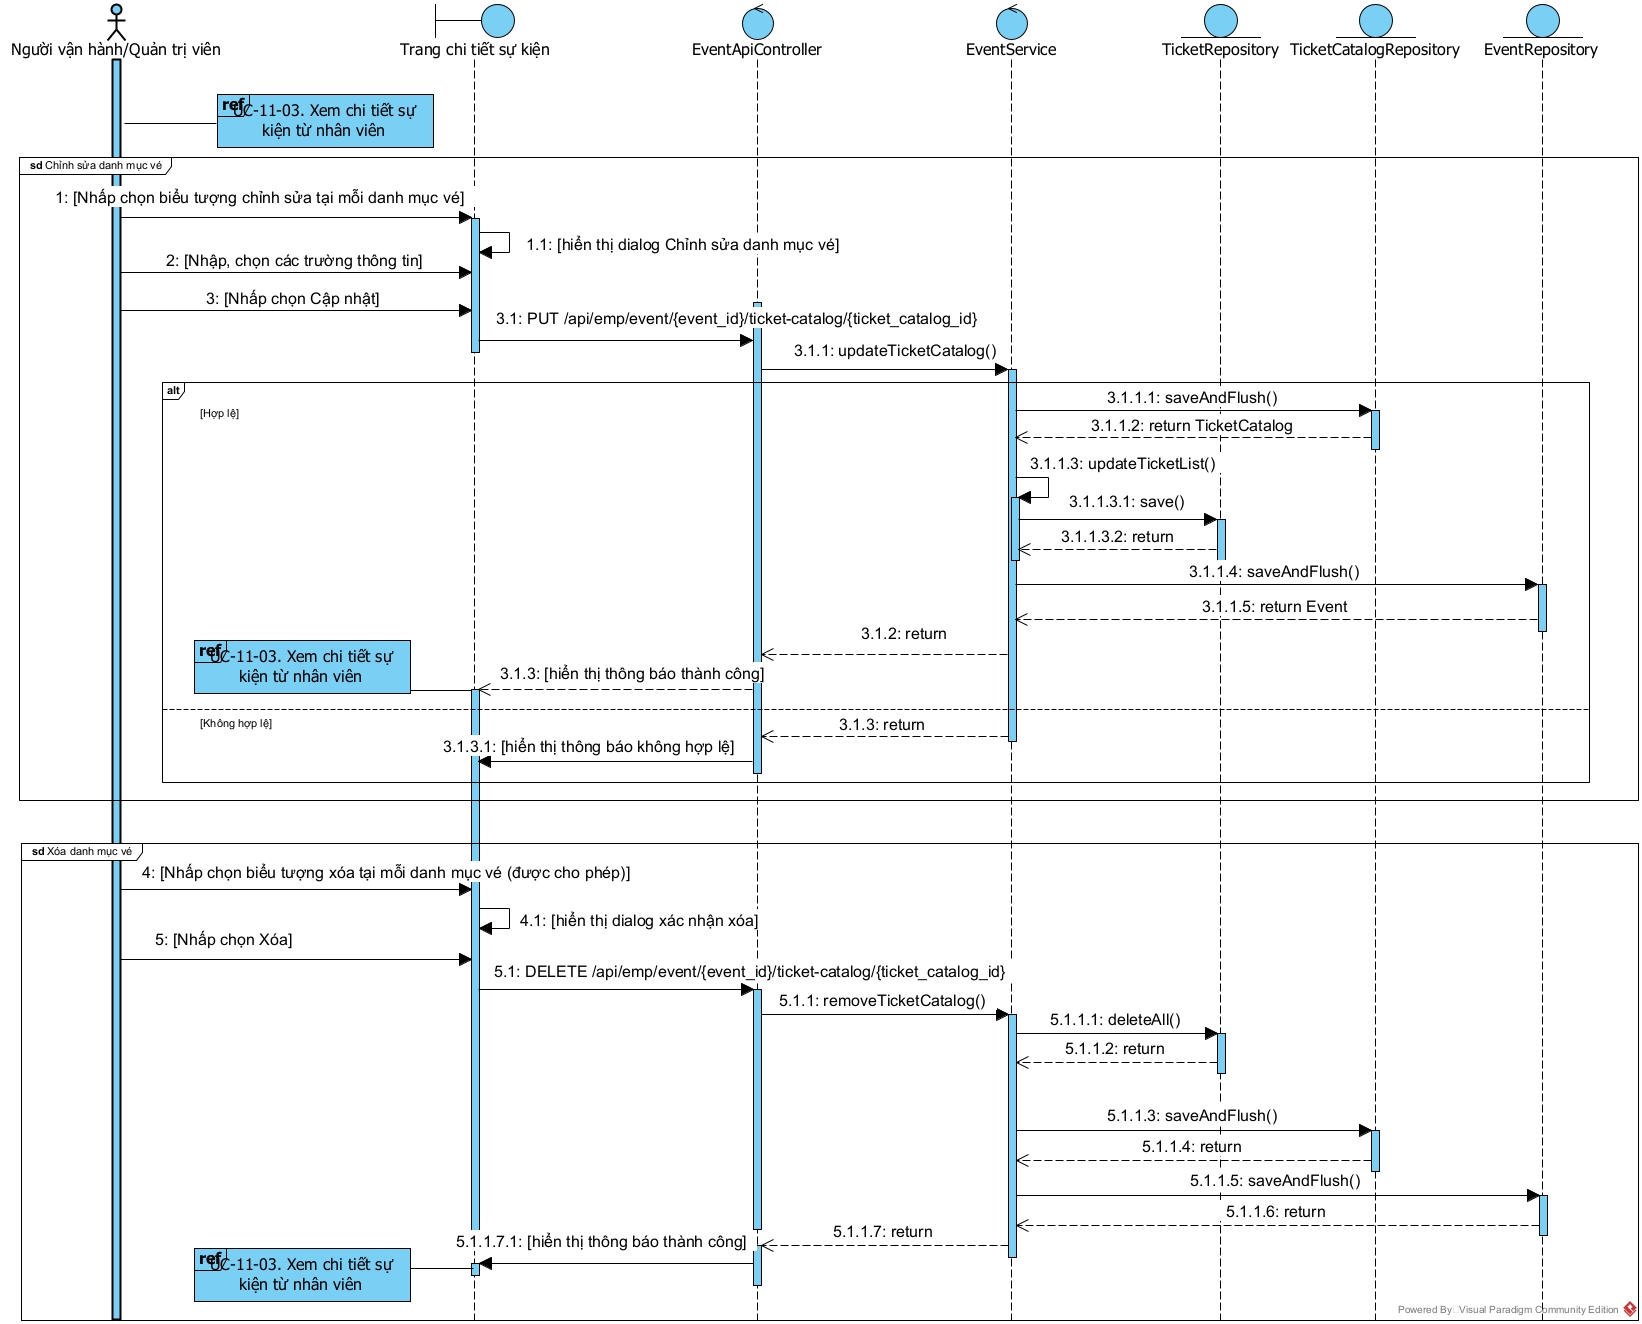 Người vận hành/Quản trị viên
Trang chi tiết sự kiện
EventApiController
EventService
TicketRepository
TicketCatalogRepository
EventRepository
ref
UC-11-03. Xem chi tiết sự
kiện từ nhân viên
sd Chỉnh sửa danh mục vé
1: [Nhấp chọn biểu tượng chỉnh sửa tại mỗi danh mục vé]
1.1: [hiển thị dialog Chỉnh sửa danh mục vé]
2: [Nhập, chọn các trường thông tin]
3: [Nhấp chọn Cập nhật]
3.1: PUT /api/emp/event/{event_id}/ticket-catalog/{ticket_catalog_id}
3.1.1: updateTicketCatalog()
alt
[Hợp lệ]
3.1.1.1: saveAndFlush()
3.1.1.2: return TicketCatalog
3.1.1.3: updateTicketList()
3.1.1.3.1: save()
3.1.1.3.2: return
3.1.1.4: saveAndFlush()
3.1.1.5: return Event
3.1.2: return
ref
UC-11-03. Xem chi tiết sự
kiện từ nhân viên
3.1.3: [hiển thị thông báo thành công]
[Không hợp lệ]
3.1.3: return
3.1.3.1: [hiển thị thông báo không hợp lệ]
sd Xóa danh mục vé
4: [Nhấp chọn biểu tượng xóa tại mỗi danh mục vé (được cho phép)]
4.1: [hiển thị dialog xác nhận xóa]
5: [Nhấp chọn Xóa]
5.1: DELETE /api/emp/event/{event_id}/ticket-catalog/{ticket_catalog_id}
5.1.1: removeTicketCatalog()
5.1.1.1: deleteAll()
5.1.1.2: return
5.1.1.3: saveAndFlush()
5.1.1.4: return
5.1.1.5: saveAndFlush()
5.1.1.6: return
5.1.1.7: return
5.1.1.7.1: [hiển thị thông báo thành công]
ref
UC-11-03. Xem chi tiết sự
kiện từ nhân viên
Powered By Visual Paradigm Community Edition